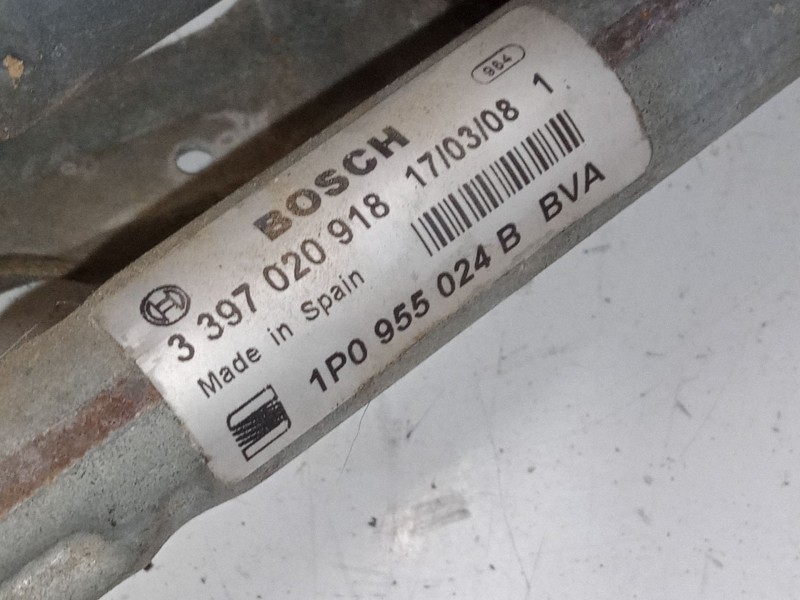 984
BOSCH
3 397 020 918 17/03/08 1
Made in Spain
1P0 955 024 B BVA